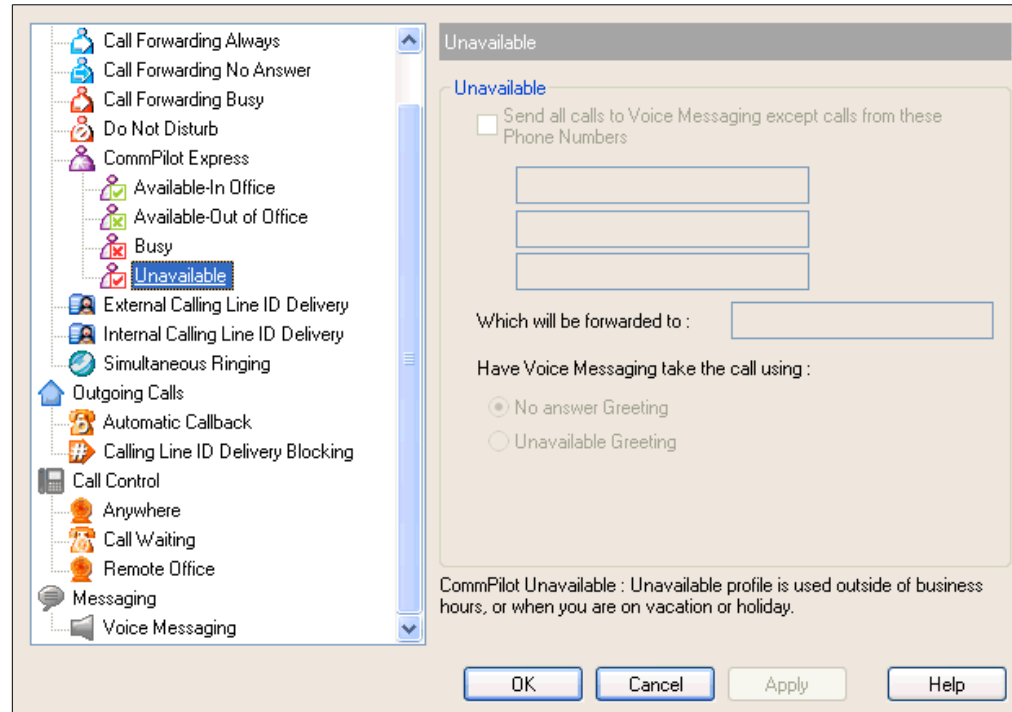 Call Forwarding Always
Call Forwarding No Answer
Call Forwarding Busy
Do Not Disturb
CommPilot Express
Available-In Office
Available-Out of Office
Busy
Unavailable
External Calling Line ID Delivery
Internal Calling Line ID Delivery
Simultaneous Ringing
Outgoing Calls
Automatic Callback
Calling Line ID Delivery Blocking
Call Control
Anywhere
Call Waiting
Remote Office
Messaging
Voice Messaging
Unavailable
Unavailable
Send all calls to Voice Messaging except calls from these
Phone Numbers
Which will be forwarded to :
Have Voice Messaging take the call using :
No answer Greeting
Unavailable Greeting
CommPilot Unavailable : Unavailable profile is used outside of business
hours, or when you are on vacation or holiday.
OK
Cancel
Apply
Help